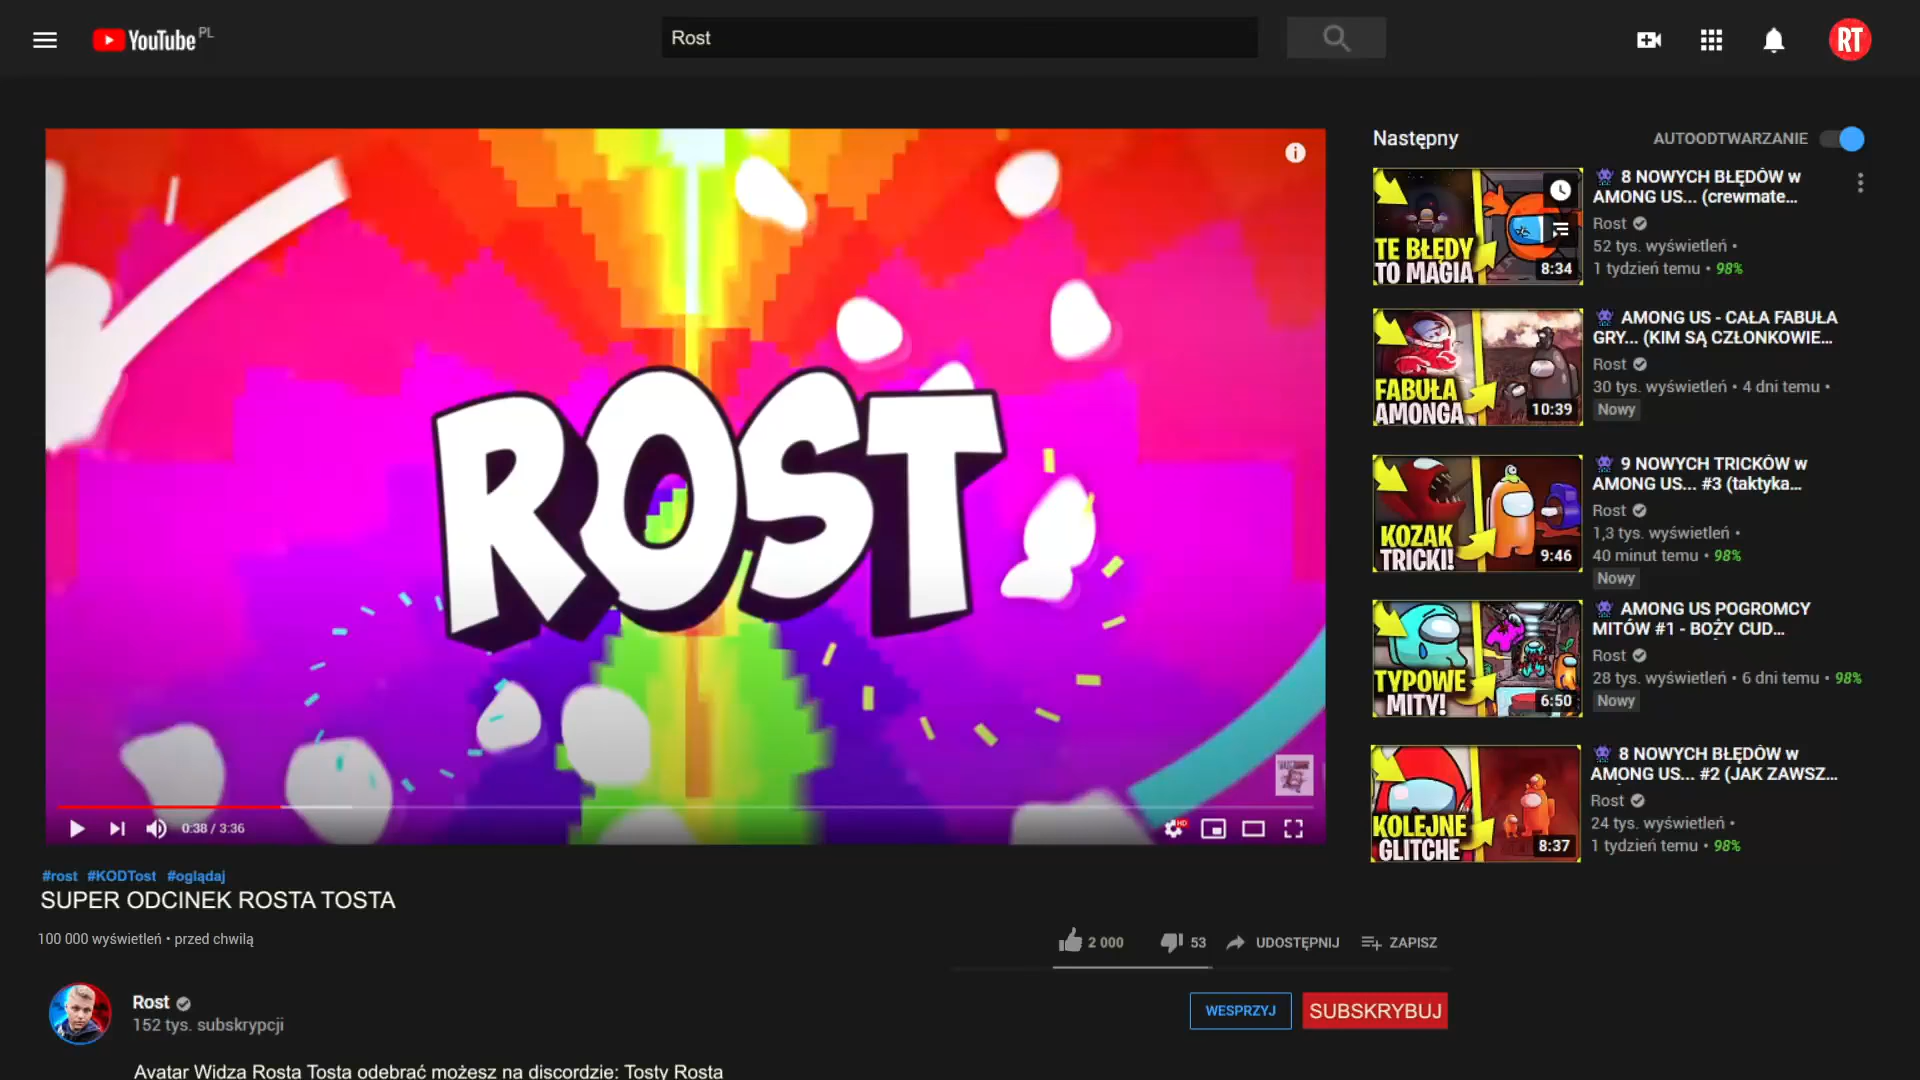 YouTube PL
Rost
RT
ROST
0:38 / 3:36
HD
#rost #KODTost #oglądaj
SUPER ODCINEK ROSTA TOSTA
100 000 wyświetleń • przed chwilą
2 000
53
UDOSTĘPNIJ
ZAPISZ
Rost
152 tys. subskrypcji
WESPRZYJ
SUBSKRYBUJ
Avatar Widza Rosta Tosta odebrać możesz na discordzie: Tosty Rosta
Następny
AUTOODTWARZANIE
TE BŁĘDY
TO MAGIA
8:34
8 NOWYCH BŁĘDÓW w
AMONG US... (crewmate...
Rost
52 tys. wyświetleń •
1 tydzień temu • 98%
FABUŁA
AMONGA
10:39
AMONG US - CAŁA FABUŁA
GRY... (KIM SĄ CZŁONKOWIE...
Rost
30 tys. wyświetleń • 4 dni temu •
Nowy
KOZAK
TRICKI!
9:46
9 NOWYCH TRICKÓW w
AMONG US... #3 (taktyka...
Rost
1,3 tys. wyświetleń •
40 minut temu • 98%
Nowy
TYPOWE
MITY!
6:50
AMONG US POGROMCY
MITÓW #1 - BOŻY CUD...
Rost
28 tys. wyświetleń • 6 dni temu • 98%
Nowy
KOLEJNE
GLITCHE
8:37
8 NOWYCH BŁĘDÓW w
AMONG US... #2 (JAK ZAWSZ...
Rost
24 tys. wyświetleń •
1 tydzień temu • 98%